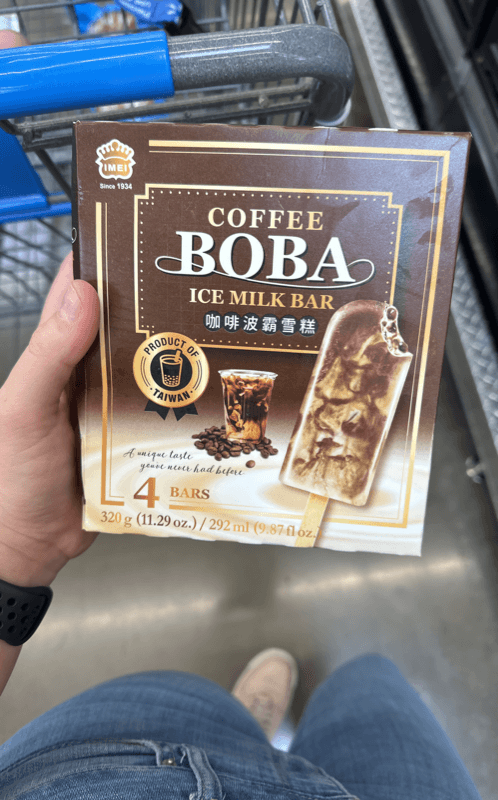 IMEI
Since 1934
COFFEE
BOBA
ICE MILK BAR
咖啡波霸雪糕
PRODUCT OF
TAIWAN
A unique taste
you've never had before
4 BARS
320 g (11.29 oz.) / 292 ml (9.87 fl oz.)